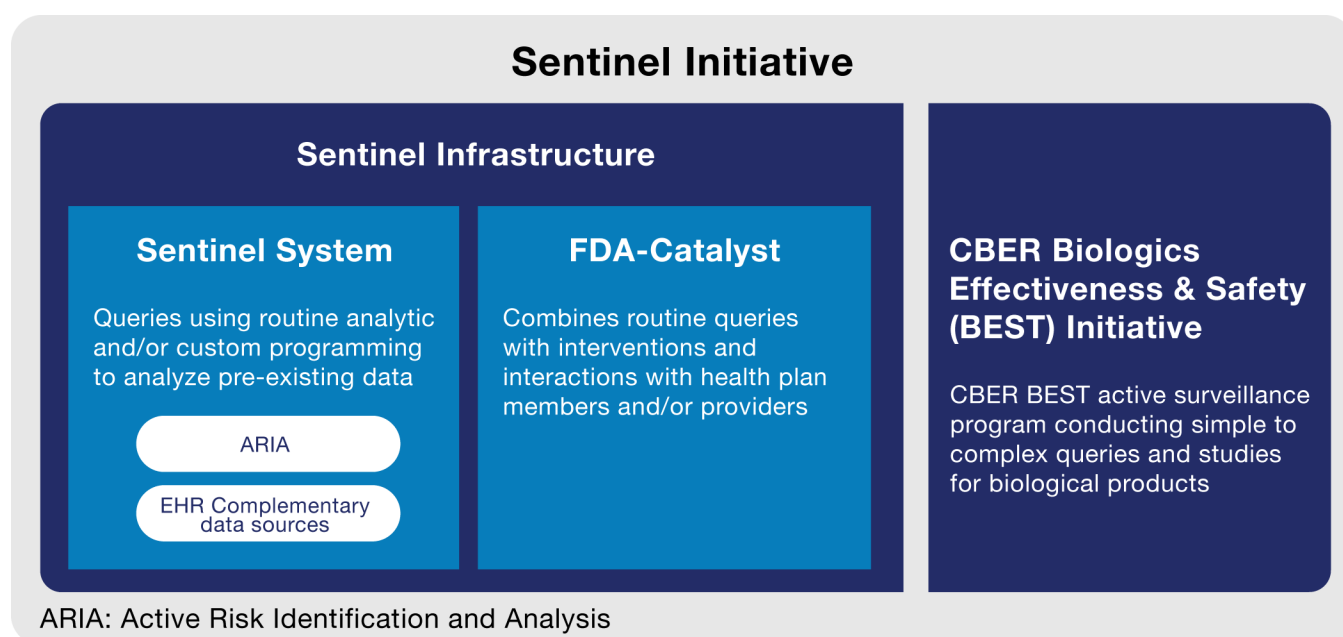 Sentinel Initiative
Sentinel Infrastructure
Sentinel System
Queries using routine analytic
and/or custom programming
to analyze pre-existing data
ARIA
EHR Complementary
data sources
FDA-Catalyst
Combines routine queries
with interventions and
interactions with health plan
members and/or providers
CBER Biologics
Effectiveness & Safety
(BEST) Initiative
CBER BEST active surveillance
program conducting simple to
complex queries and studies
for biological products
ARIA: Active Risk Identification and Analysis